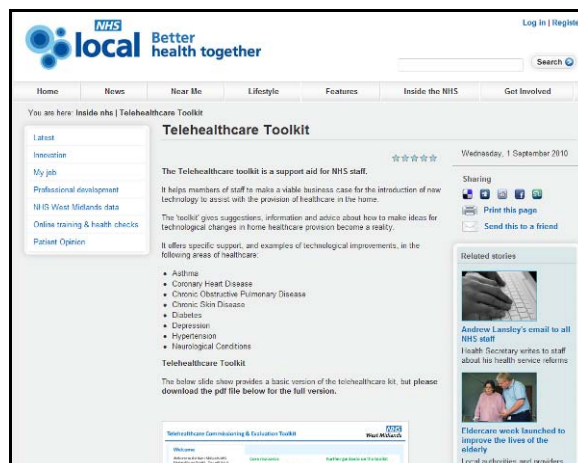 NHS
local
Better
health together
Log in | Registe
Search
Home News Near Me Lifestyle Features Inside the NHS Get Involved
You are here: Inside nhs | Telehealthcare Toolkit
Latest
Innovation
My job
Professional development
NHS West Midlands data
Online training & health checks
Patient Opinion
Telehealthcare Toolkit
The Telehealthcare toolkit is a support aid for NHS staff.
It helps members of staff to make a viable business case for the introduction of new
technology to assist with the provision of healthcare in the home.
The 'toolkit' gives suggestions, information and advice about how to make ideas for
technological changes in home healthcare provision become a reality.
It offers specific support, and examples of technological improvements, in the
following areas of healthcare:
Asthma
Coronary Heart Disease
Chronic Obstructive Pulmonary Disease
Chronic Skin Disease
Diabetes
Depression
Hypertension
Neurological Conditions
Telehealthcare Toolkit
The below slide show provides a basic version of the telehealthcare kit, but please
download the pdf file below for the full version.
Telehealthcare Commissioning & Evaluation Toolkit
NHS
West Midlands
Welcome
Further guidance on the toolkit
Wednesday, 1 September 2010
Sharing
Print this page
Send this to a friend
Related stories
Andrew Lansley's email to all
NHS staff
Health Secretary writes to staff
about his health service reforms
Eldercare week launched to
improve the lives of the
elderly
Local authorities and providers